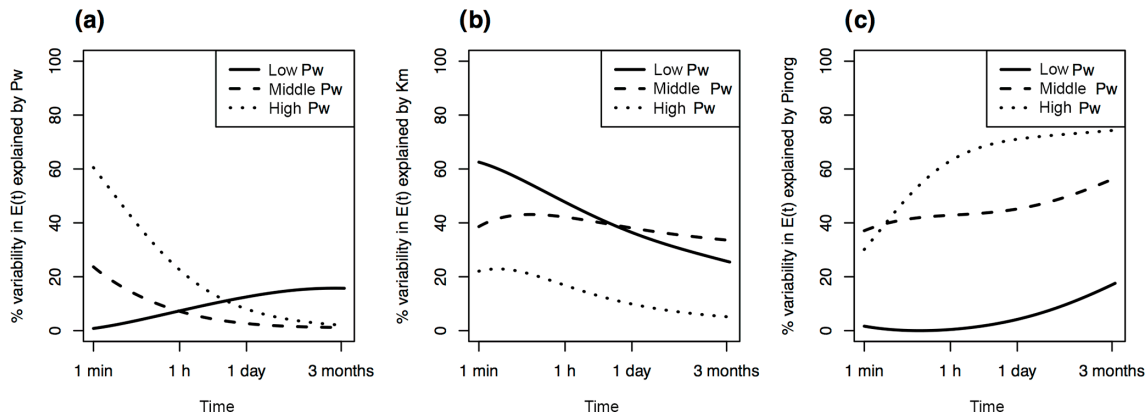 (a)
% variability in E(t) explained by Pw
100
80
60
40
20
0
Low Pw
Middle Pw
High Pw
1 min
1 h
1 day
3 months
Time
(b)
% variability in E(t) explained by Km
100
80
60
40
20
0
Low Pw
Middle Pw
High Pw
1 min
1 h
1 day
3 months
Time
(c)
% variability in E(t) explained by Pinorg
100
80
60
40
20
0
Low Pw
Middle Pw
High Pw
1 min
1 h
1 day
3 months
Time